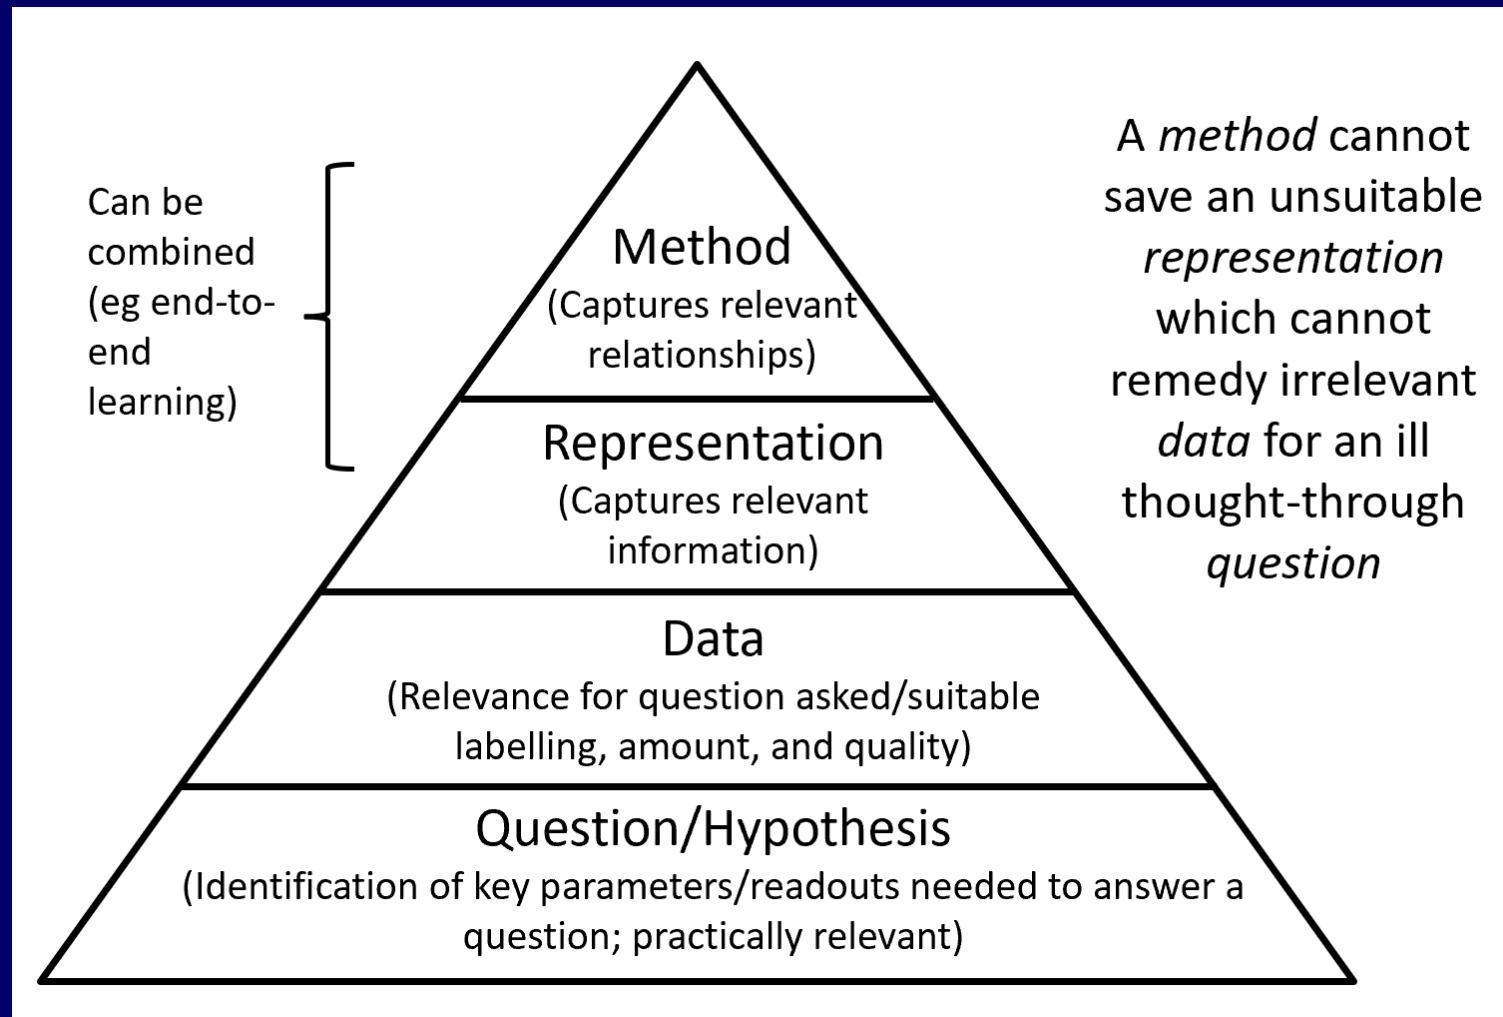 Can be
combined
(eg end-to-
end
learning)
Method
(Captures relevant
relationships)
Representation
(Captures relevant
information)
Data
(Relevance for question asked/suitable
labelling, amount, and quality)
Question/Hypothesis
(Identification of key parameters/readouts needed to answer a
question; practically relevant)
A method cannot
save an unsuitable
representation
which cannot
remedy irrelevant
data for an ill
thought-through
question